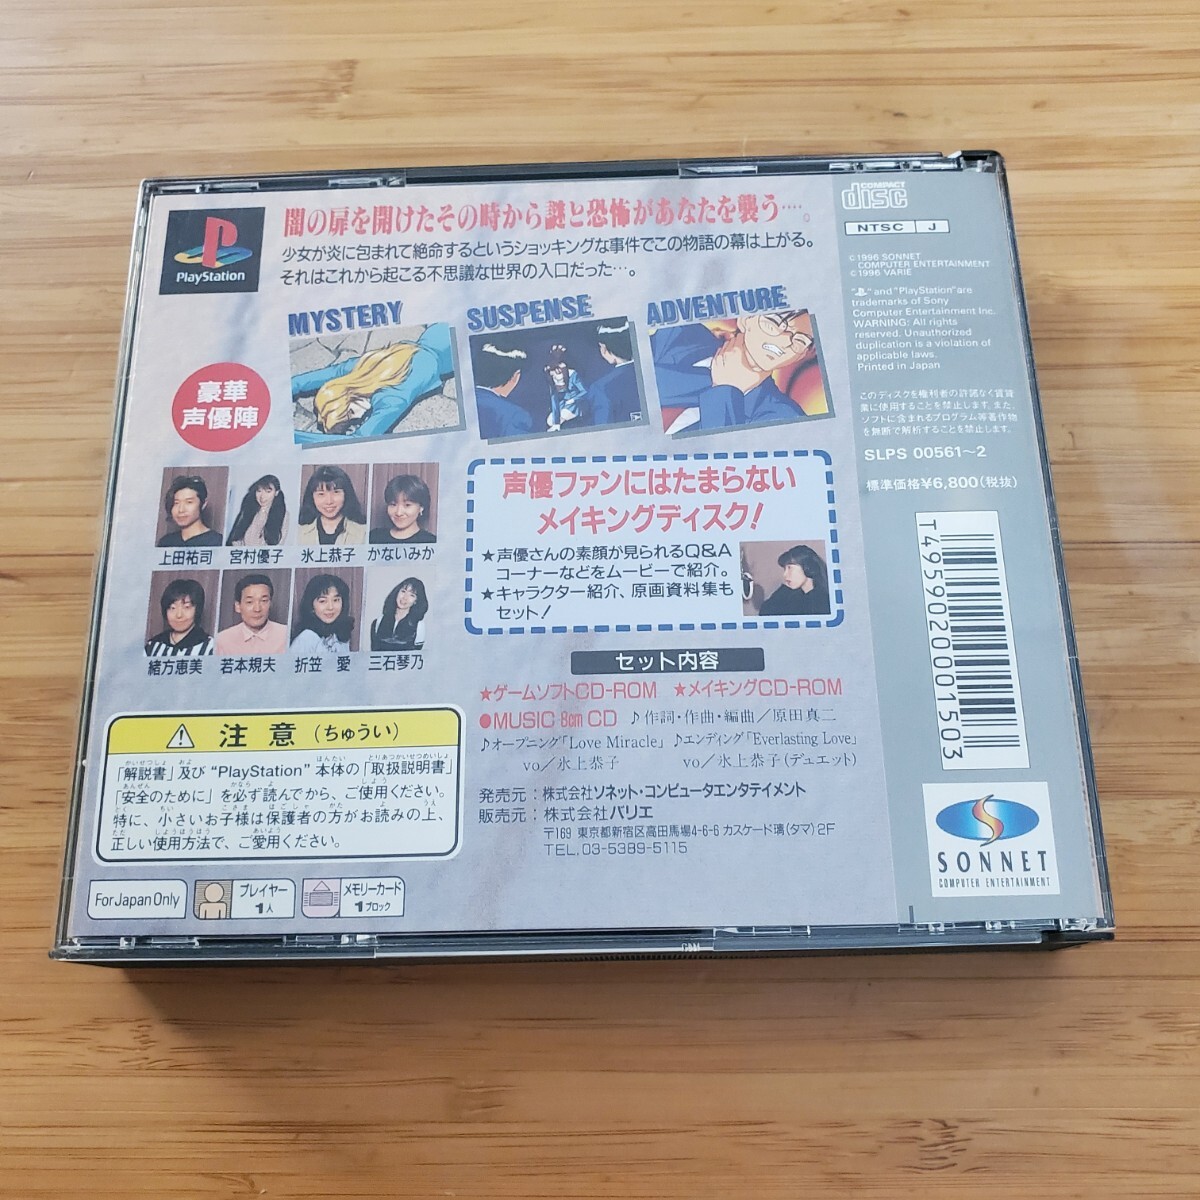 PlayStation
闇の扉を開けたその時から謎と恐怖があなたを襲う…。
少女が炎に包まれて絶命するというショッキングな事件でこの物語の幕は上がる。
それはこれから起こる不思議な世界の入口だった…。
MYSTERY
SUSPENSE
ADVENTURE
豪華
声優陣
上田祐司 宮村優子 氷上恭子 かないみか
緒方恵美 若本規夫 折笠 愛 三石琴乃
声優ファンにはたまらない
メイキングディスク!
★声優さんの素顔が見られるQ&A
コーナーなどをムービーで紹介。
★キャラクター紹介、原画資料集も
セット!
セット内容
★ゲームソフトCD-ROM ★メイキングCD-ROM
●MUSIC 8cm CD ♪作詞・作曲・編曲／原田真二
♪オープニング「Love Miracle」 ♪エンディング「Everlasting Love」
vo／氷上恭子 vo／氷上恭子(デュエット)
発売元：株式会社ソネット・コンピュータエンタテイメント
販売元：株式会社バリエ
〒169 東京都新宿区高田馬場4-6-6 カスケード璃(タマ)2F
TEL,03-5389-5115
注意(ちゅうい)
「解説書」及び“PlayStation”本体の「取扱説明書」
「安全のために」を必ず読んでから、ご使用ください。
特に、小さいお子様は保護者の方がお読みの上、
正しい使用方法で、ご愛用ください。
For Japan Only
プレイヤー
1人
メモリーカード
1ブロック
COMPACT
disc
NTSC J
©1996 SONNET
COMPUTER ENTERTAINMENT
©1996 VARIE
" " and "PlayStation" are
trademarks of Sony
Computer Entertainment Inc.
WARNING: All rights
reserved. Unauthorized
duplication is a violation of
applicable laws.
Printed in Japan
このディスクを権利者の許諾なく賃貸
業に使用することを禁止します。また、
ソフトに含まれるプログラム等著作物
を無断で解析することを禁止します。
SLPS 00561〜2
標準価格¥6,800(税抜)
T4959020001503
SONNET
COMPUTER ENTERTAINMENT